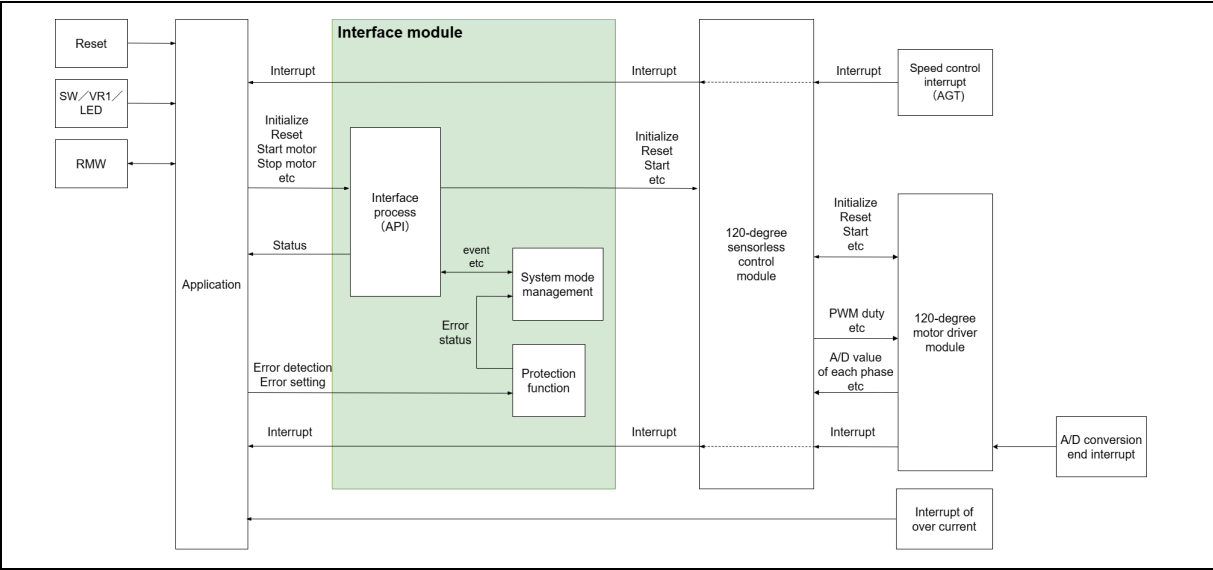 Interface module
Reset
SW／VR1／
LED
RMW
Application
Interrupt
Interrupt
Interrupt
Speed control
interrupt
（AGT)
Initialize
Reset
Start motor
Stop motor
etc
Interface
process
（API）
Initialize
Reset
Start
etc
Status
event
etc
System mode
management
Error
status
Error detection
Error setting
Protection
function
120-degree
sensorless
control
module
Initialize
Reset
Start
etc
PWM duty
etc
A/D value
of each phase
etc
120-degree
motor driver
module
Interrupt
Interrupt
Interrupt
A/D conversion
end interrupt
Interrupt of
over current